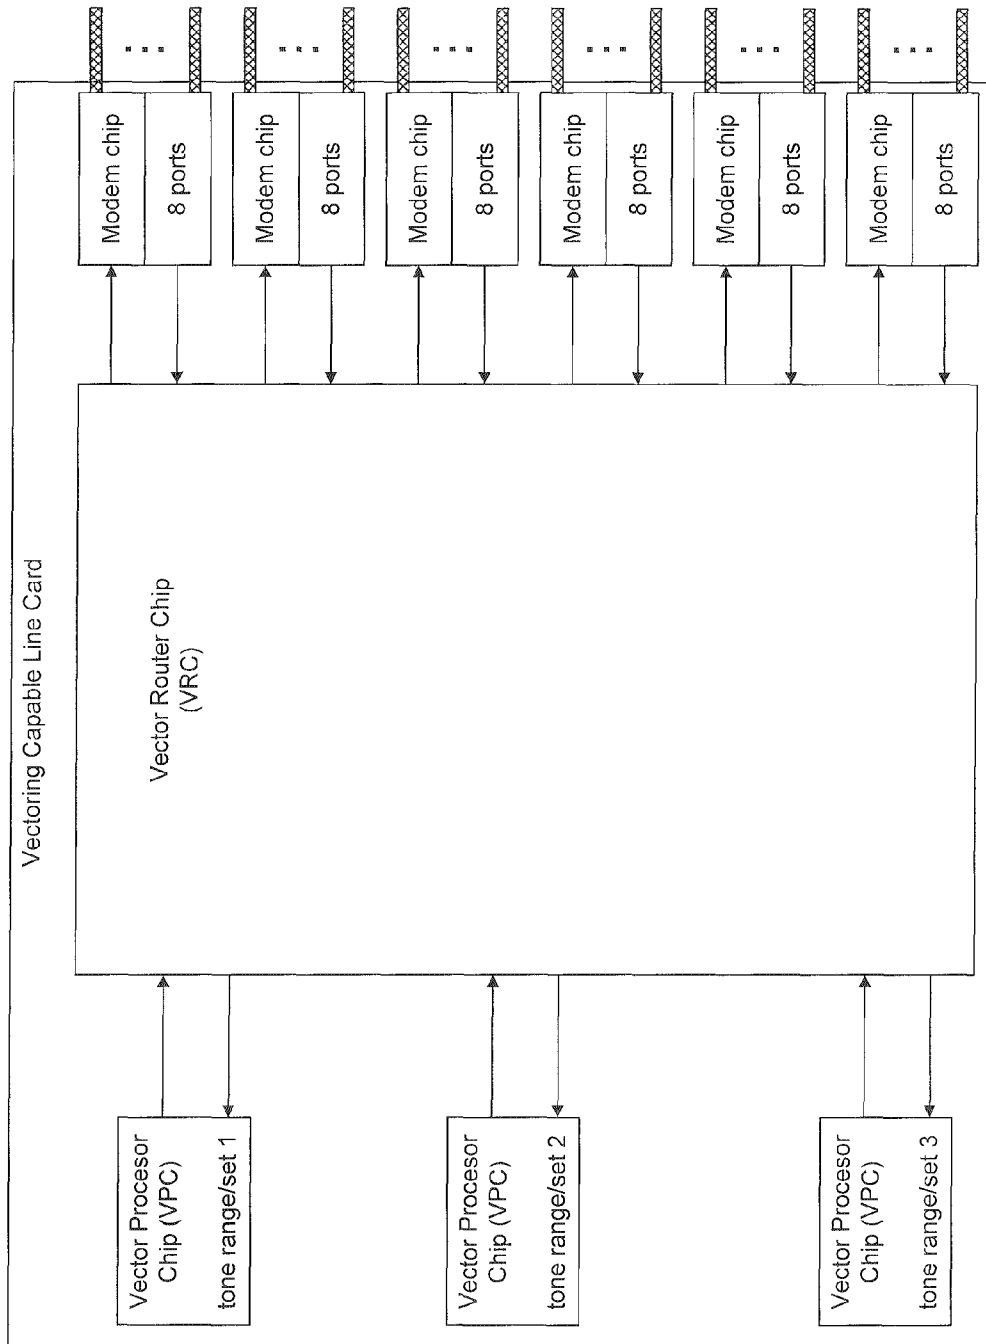 Vectoring Capable Line Card
Modem chip
8 ports
Modem chip
8 ports
Modem chip
8 ports
Modem chip
8 ports
Modem chip
8 ports
Modem chip
8 ports
Vector Router Chip
(VRC)
Vector Procesor
Chip (VPC)
tone range/set 1
Vector Procesor
Chip (VPC)
tone range/set 2
Vector Procesor
Chip (VPC)
tone range/set 3